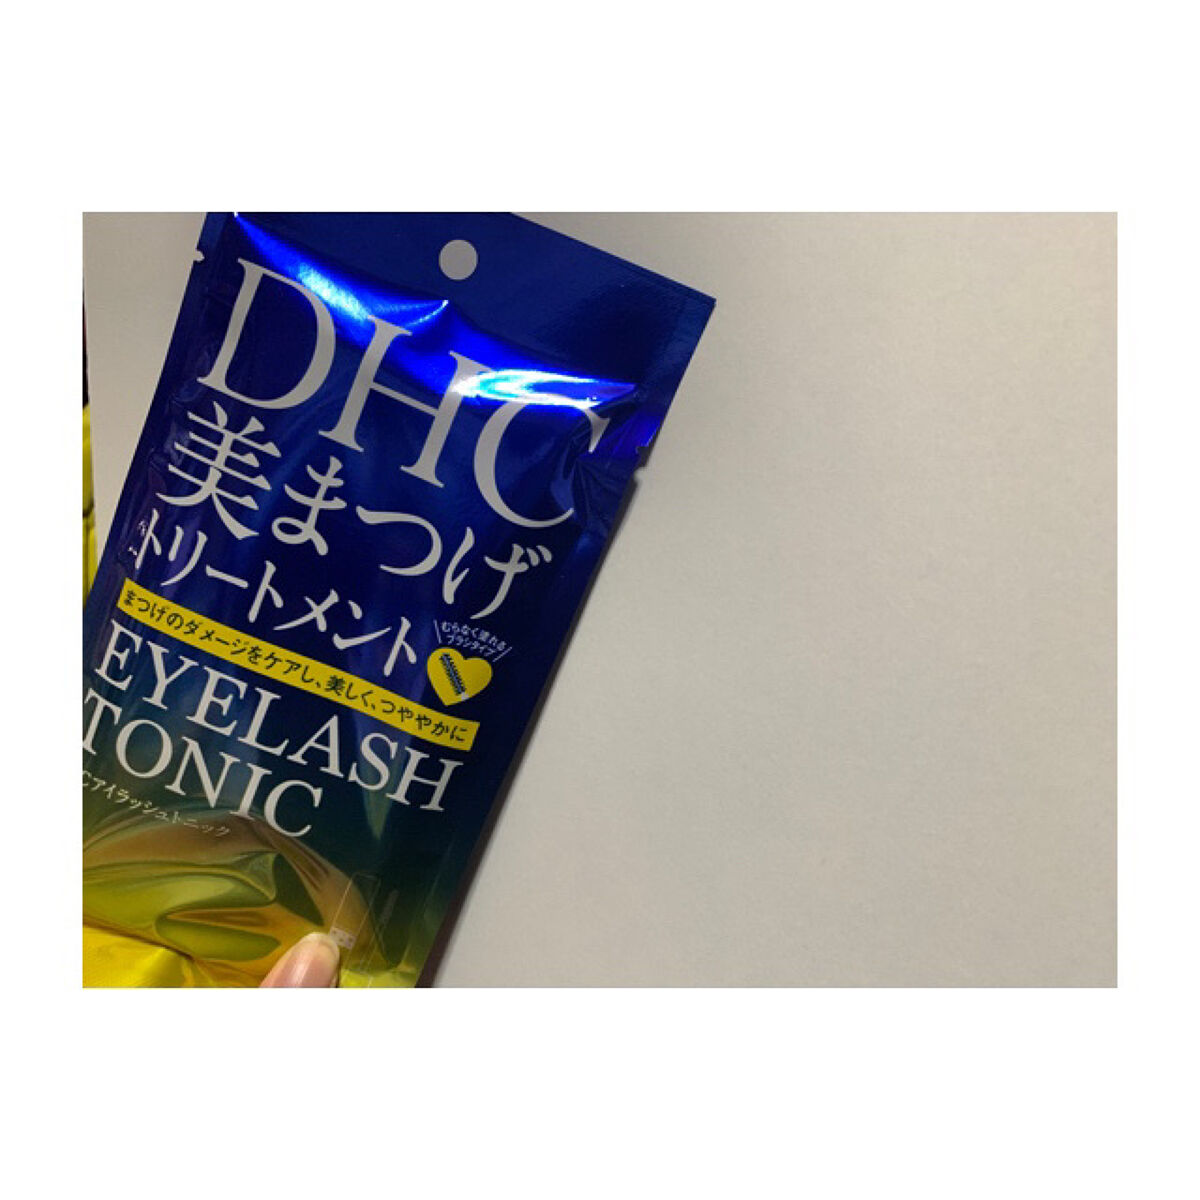 DHC
美まつげ
トリートメント
むらなく塗れる
ブラシタイプ
まつげのダメージをケアし、美しく、つややかに
EYELASH
TONIC
Cアイラッシュトニック